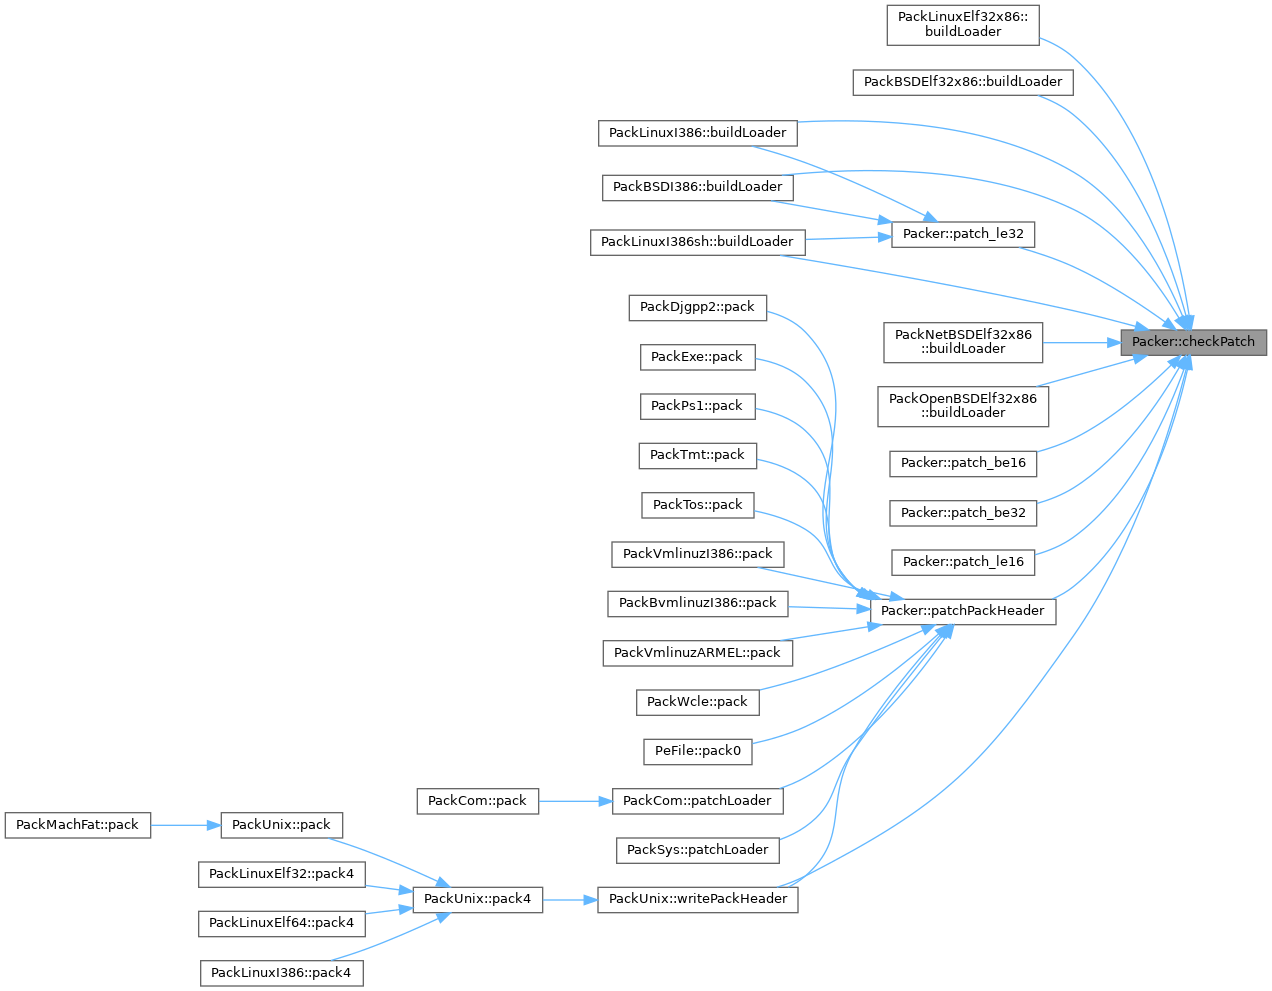 PackLinuxElf32x86::
buildLoader
PackBSDElf32x86::buildLoader
PackLinuxI386::buildLoader
PackBSDI386::buildLoader
Packer::patch_le32
PackLinuxI386sh::buildLoader
PackDjgpp2::pack
PackNetBSDElf32x86
::buildLoader
Packer::checkPatch
PackExe::pack
PackOpenBSDElf32x86
::buildLoader
PackPs1::pack
PackTmt::pack
Packer::patch_be16
PackTos::pack
Packer::patch_be32
PackVmlinuzI386::pack
Packer::patch_le16
PackBvmlinuzI386::pack
Packer::patchPackHeader
PackVmlinuzARMEL::pack
PackWcle::pack
PeFile::pack0
PackCom::pack
PackCom::patchLoader
PackMachFat::pack
PackUnix::pack
PackSys::patchLoader
PackLinuxElf32::pack4
PackUnix::pack4
PackUnix::writePackHeader
PackLinuxElf64::pack4
PackLinuxI386::pack4